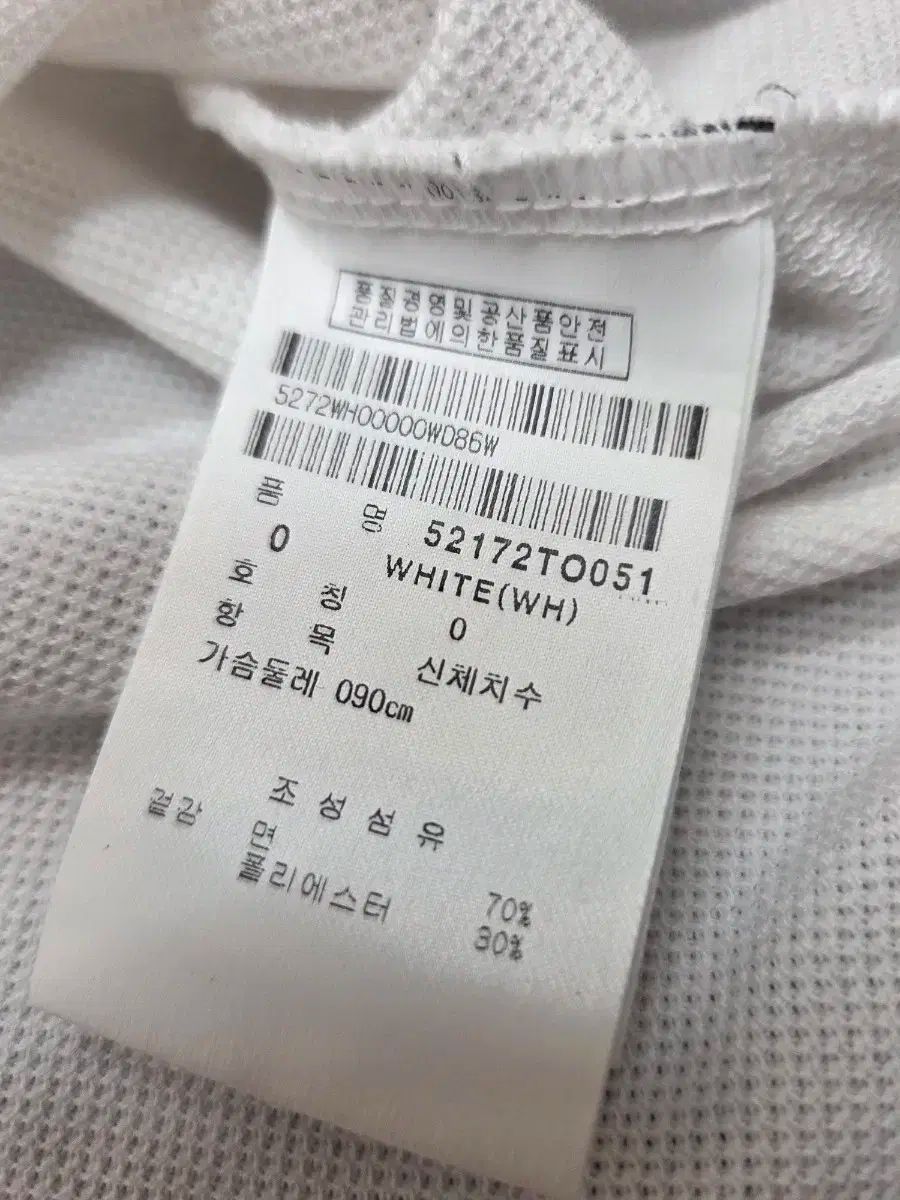 품질경영및공산품안전
관리법에의한품질표시
5272WH00000WD86W
품 명 52172TO051
0 WHITE(WH)
호 칭 0
항 목 신체치수
가슴둘레 090cm
조 성 섬 유
겉감 면 70%
폴리에스터 30%